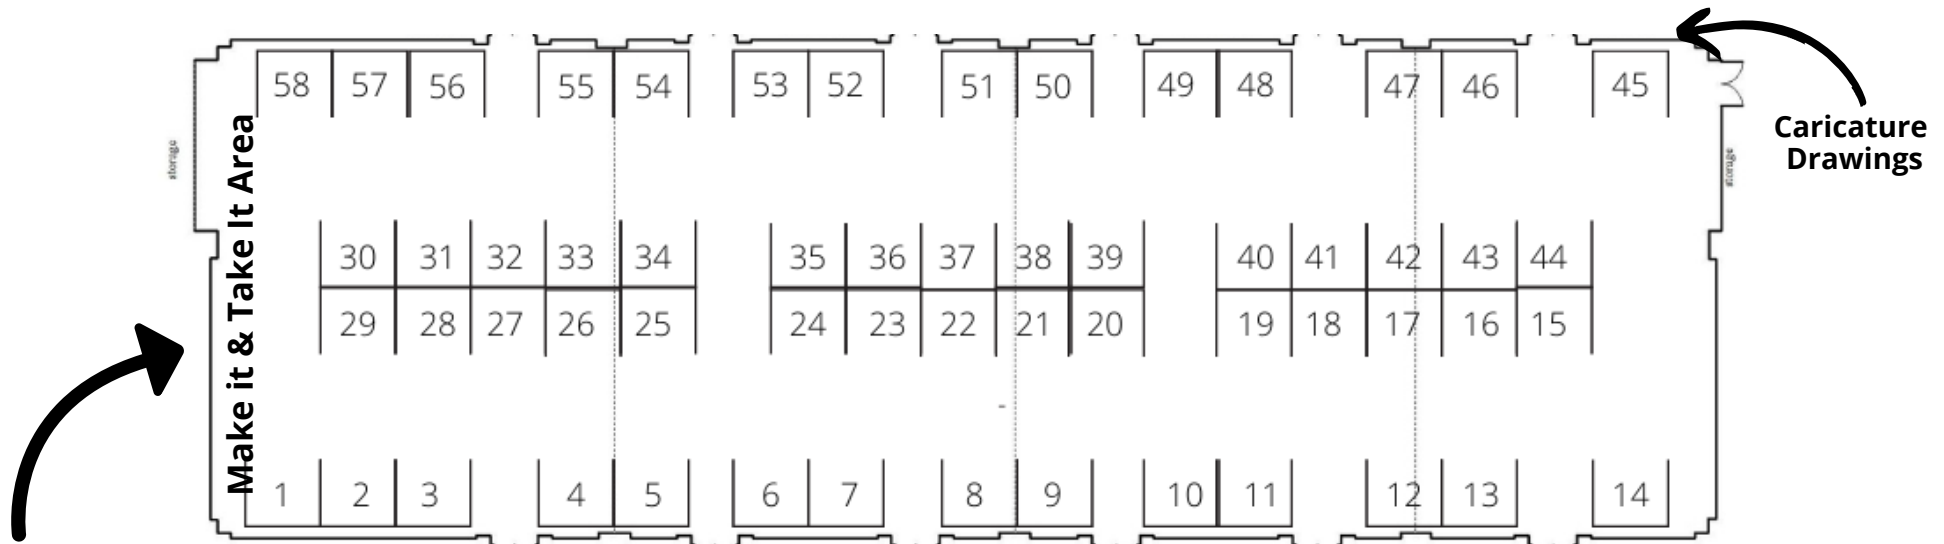 58 57 56 55 54 53 52 51 50 49 48 47 46 45
Caricature
Drawings
storage
storage
Make it & Take It Area
30 31 32 33 34 35 36 37 38 39 40 41 42 43 44
29 28 27 26 25 24 23 22 21 20 19 18 17 16 15
1 2 3 4 5 6 7 8 9 10 11 12 13 14